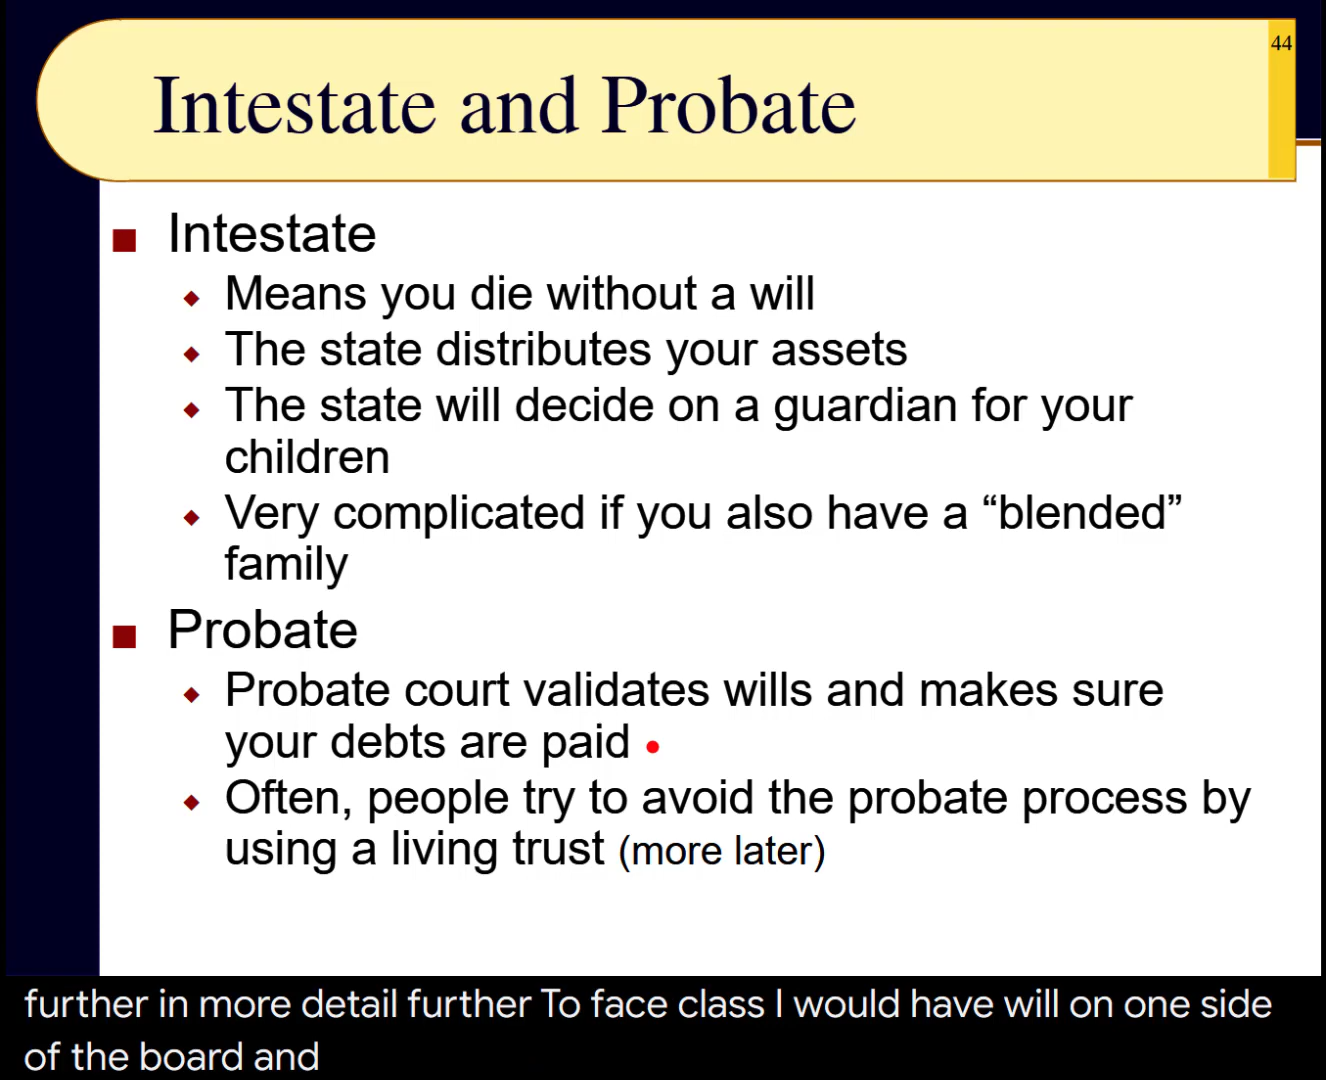 44
Intestate and Probate
Intestate
Means you die without a will
The state distributes your assets
The state will decide on a guardian for your
children
Very complicated if you also have a “blended”
family
Probate
Probate court validates wills and makes sure
your debts are paid
Often, people try to avoid the probate process by
using a living trust (more later)
further in more detail further To face class I would have will on one side
of the board and